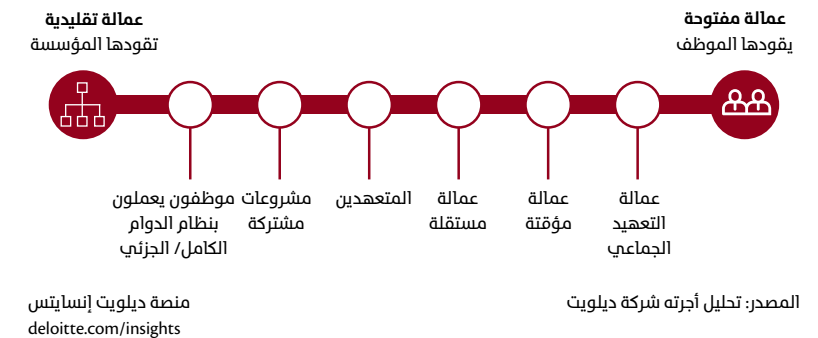 عمالة مفتوحة
يقودها الموظف
عمالة تقليدية
تقودها المؤسسة
عمالة
التعهيد
الجماعي
عمالة
مؤقتة
عمالة
مستقلة
المتعهدين
مشروعات
مشتركة
موظفون يعملون
بنظام الدوام
الكامل/ الجزئي
المصدر: تحليل أجرته شركة ديلويت
منصة ديلويت إنسايتس
deloitte.com/insights